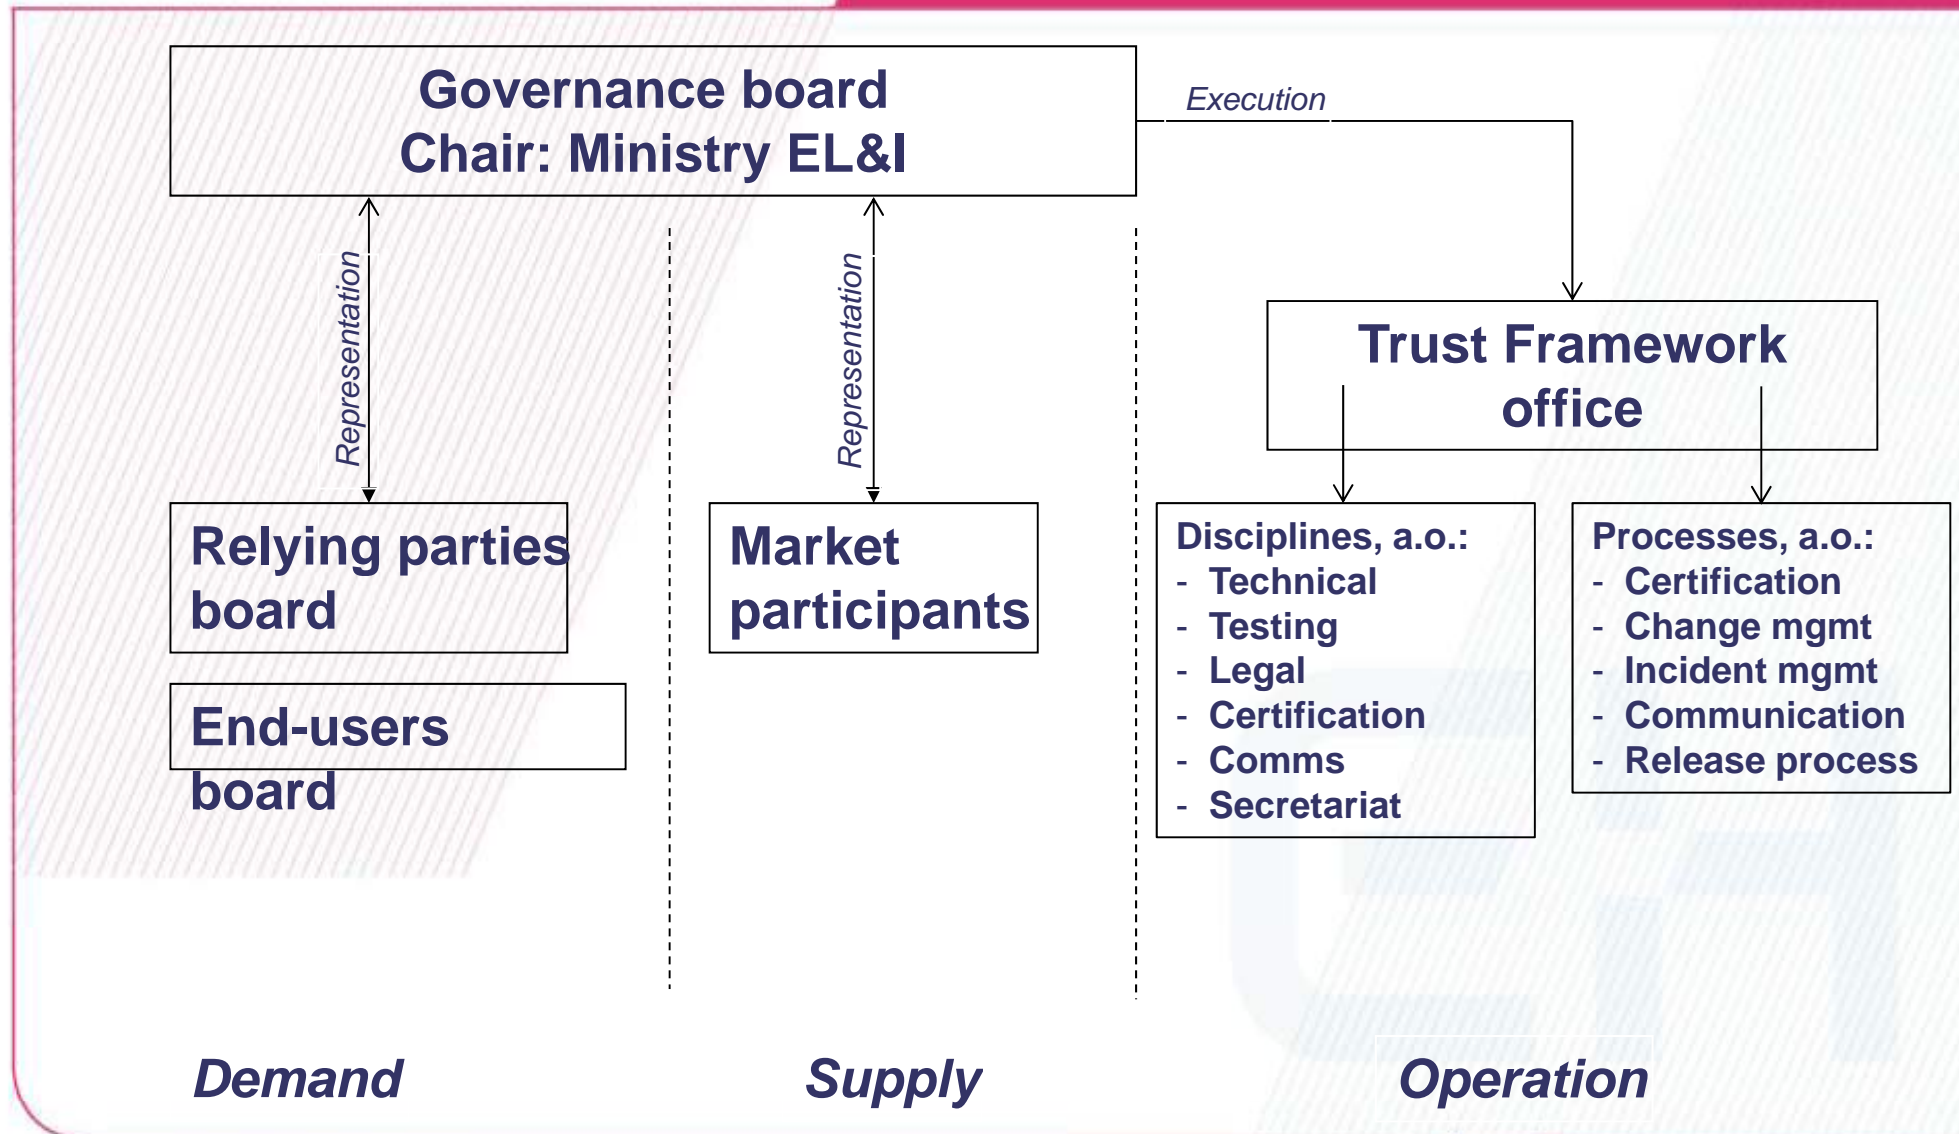 Governance board
Chair: Ministry EL&I
Execution
Representation
Representation
Trust Framework
office
Relying parties
board
End-users
board
Market
participants
Disciplines, a.o.:
- Technical
- Testing
- Legal
- Certification
- Comms
- Secretariat
Processes, a.o.:
- Certification
- Change mgmt
- Incident mgmt
- Communication
- Release process
Demand
Supply
Operation